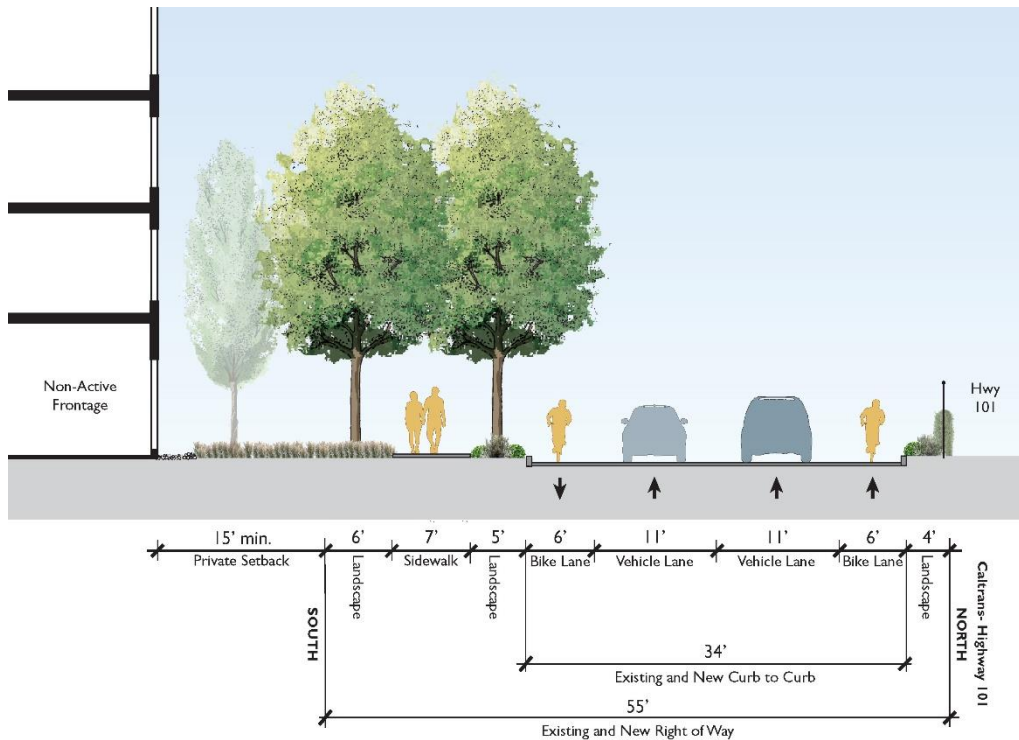 Non-Active
Frontage
Hwy
101
15' min.
6'
7'
5'
6'
11'
11'
6'
4'
Private Setback
Landscape
Sidewalk
Landscape
Bike Lane
Vehicle Lane
Vehicle Lane
Bike Lane
Landscape
SOUTH
NORTH
Caltrans- Highway 101
34'
Existing and New Curb to Curb
55'
Existing and New Right of Way